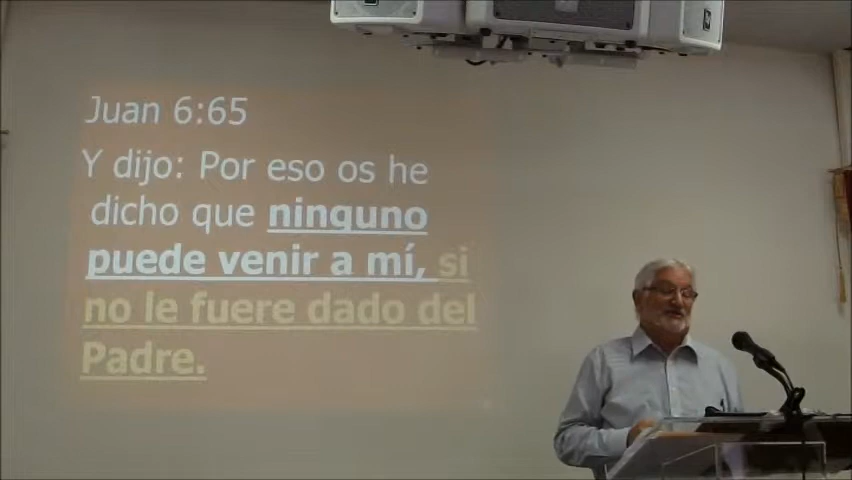 Juan 6:65
Y dijo: Por eso os he
dicho que ninguno
puede venir a mí, si
no le fuere dado del
Padre.